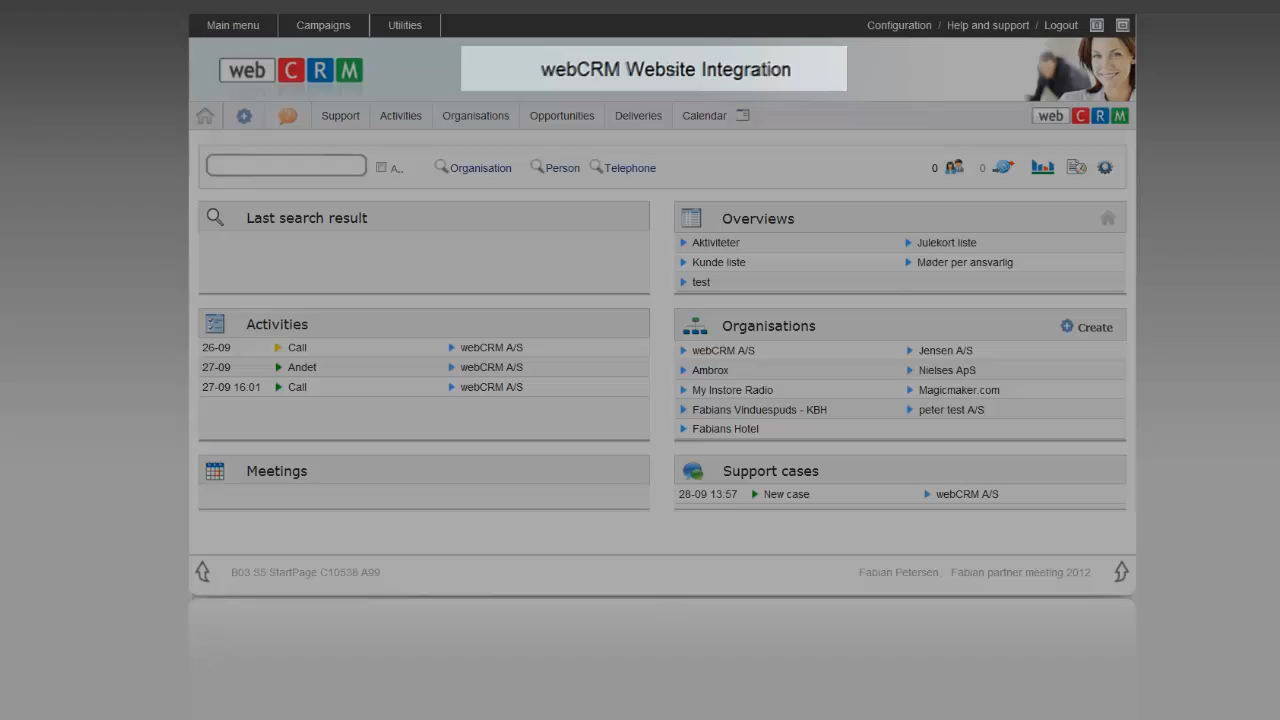 Main menu Campaigns Utilities Configuration / Help and support / Logout
web C R M webCRM Website Integration
Support Activities Organisations Opportunities Deliveries Calendar web C R M
A.. Organisation Person Telephone 0 0
Last search result
Overviews
Aktiviteter Julekort liste
Kunde liste Møder per ansvarlig
test
Activities
26-09 Call webCRM A/S
27-09 Andet webCRM A/S
27-09 16:01 Call webCRM A/S
Organisations Create
webCRM A/S Jensen A/S
Ambrox Nielses ApS
My Instore Radio Magicmaker.com
Fabians Vinduespuds - KBH peter test A/S
Fabians Hotel
Meetings
Support cases
28-09 13:57 New case webCRM A/S
B03 S5 StartPage C10538 A99 Fabian Petersen, Fabian partner meeting 2012